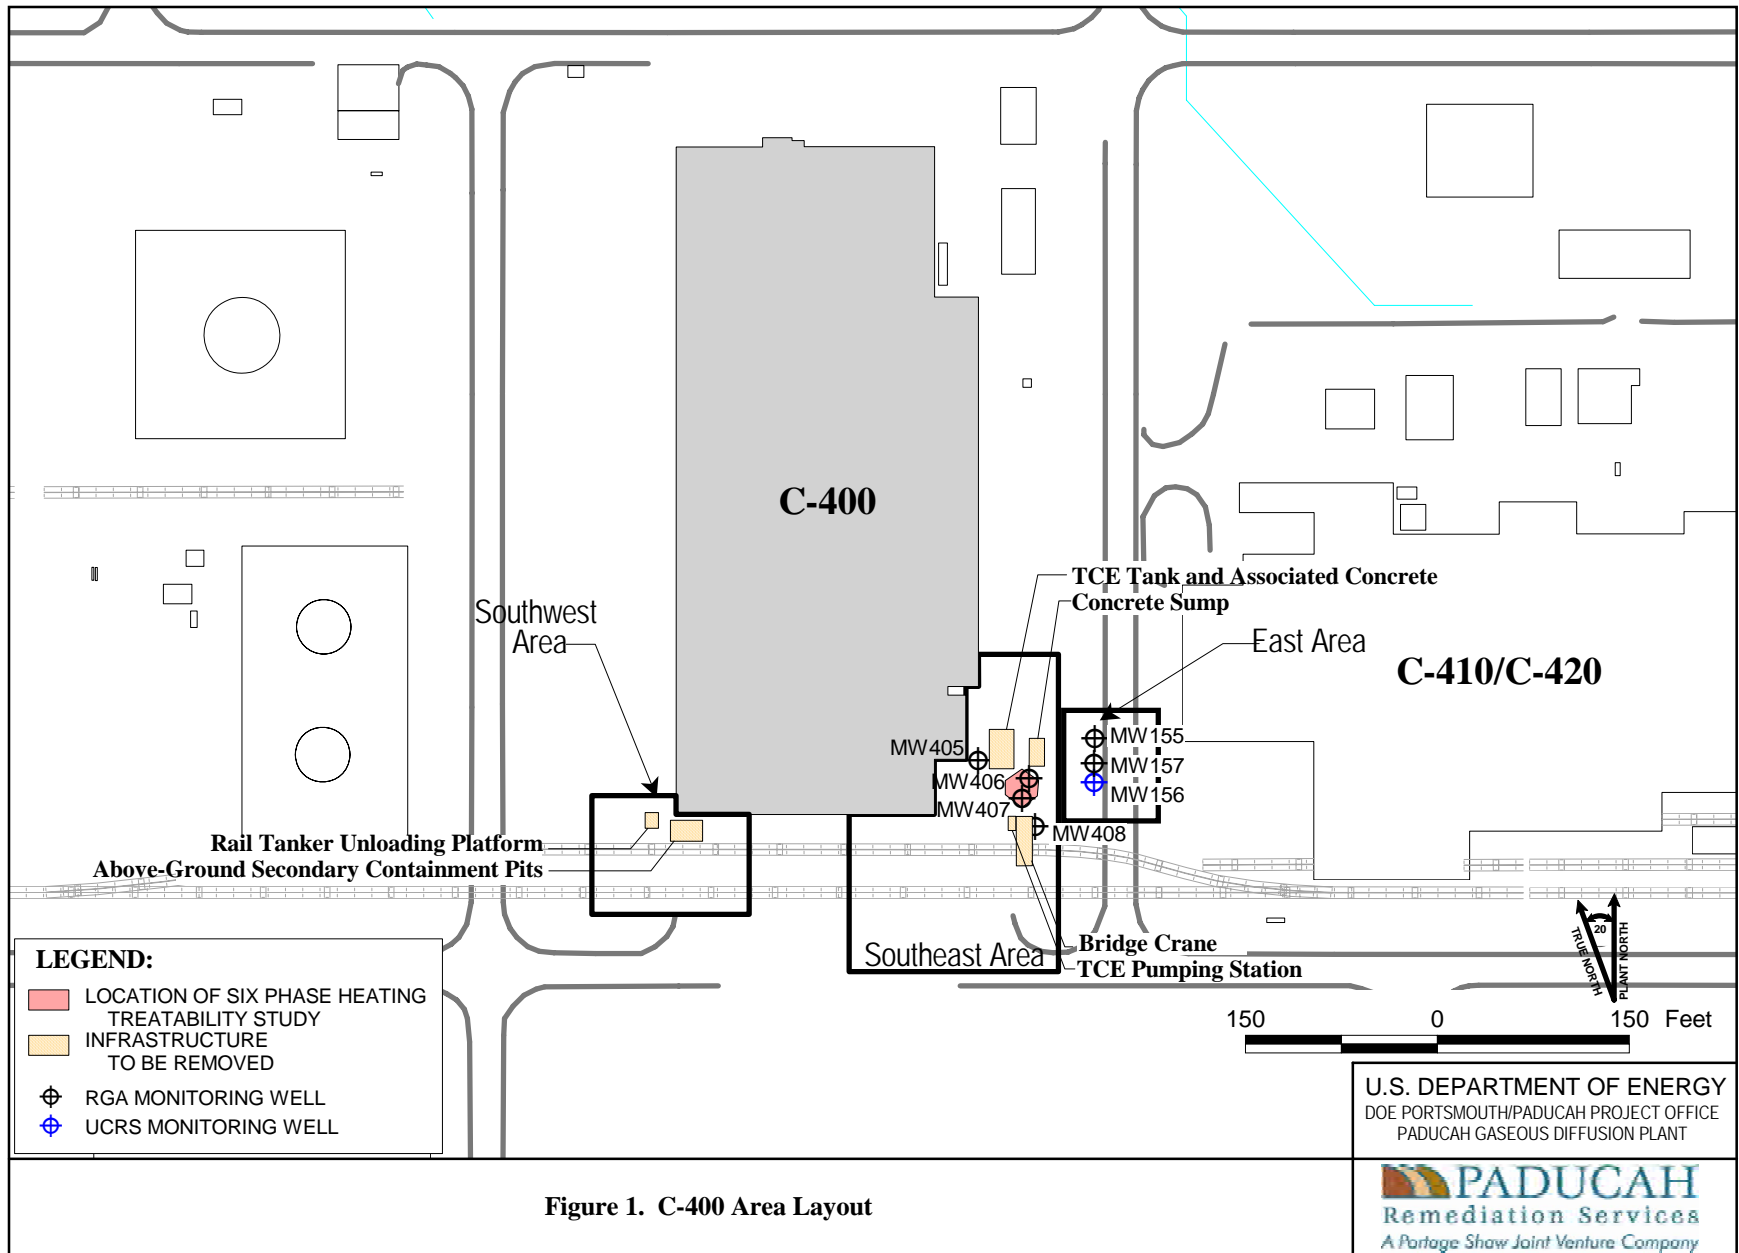 C-400
TCE Tank and Associated Concrete
Concrete Sump
Southwest
Area
East Area
C-410/C-420
MW155
MW405
MW157
MW406
MW156
MW407
MW408
Rail Tanker Unloading Platform
Above-Ground Secondary Containment Pits
Southeast Area
Bridge Crane
TCE Pumping Station
20
TRUE NORTH
PLANT NORTH
LEGEND:
LOCATION OF SIX PHASE HEATING
TREATABILITY STUDY
INFRASTRUCTURE
TO BE REMOVED
RGA MONITORING WELL
UCRS MONITORING WELL
150 0 150 Feet
U.S. DEPARTMENT OF ENERGY
DOE PORTSMOUTH/PADUCAH PROJECT OFFICE
PADUCAH GASEOUS DIFFUSION PLANT
Figure 1. C-400 Area Layout
PADUCAH
Remediation Services
A Portage Shaw Joint Venture Company